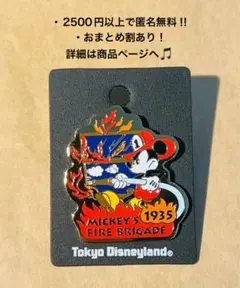 ・2500円以上で匿名無料!!
・おまとめ割あり!
詳細は商品ページへ🎵
1935
MICKEY'S
FIRE BRIGADE
Tokyo Disneyland®